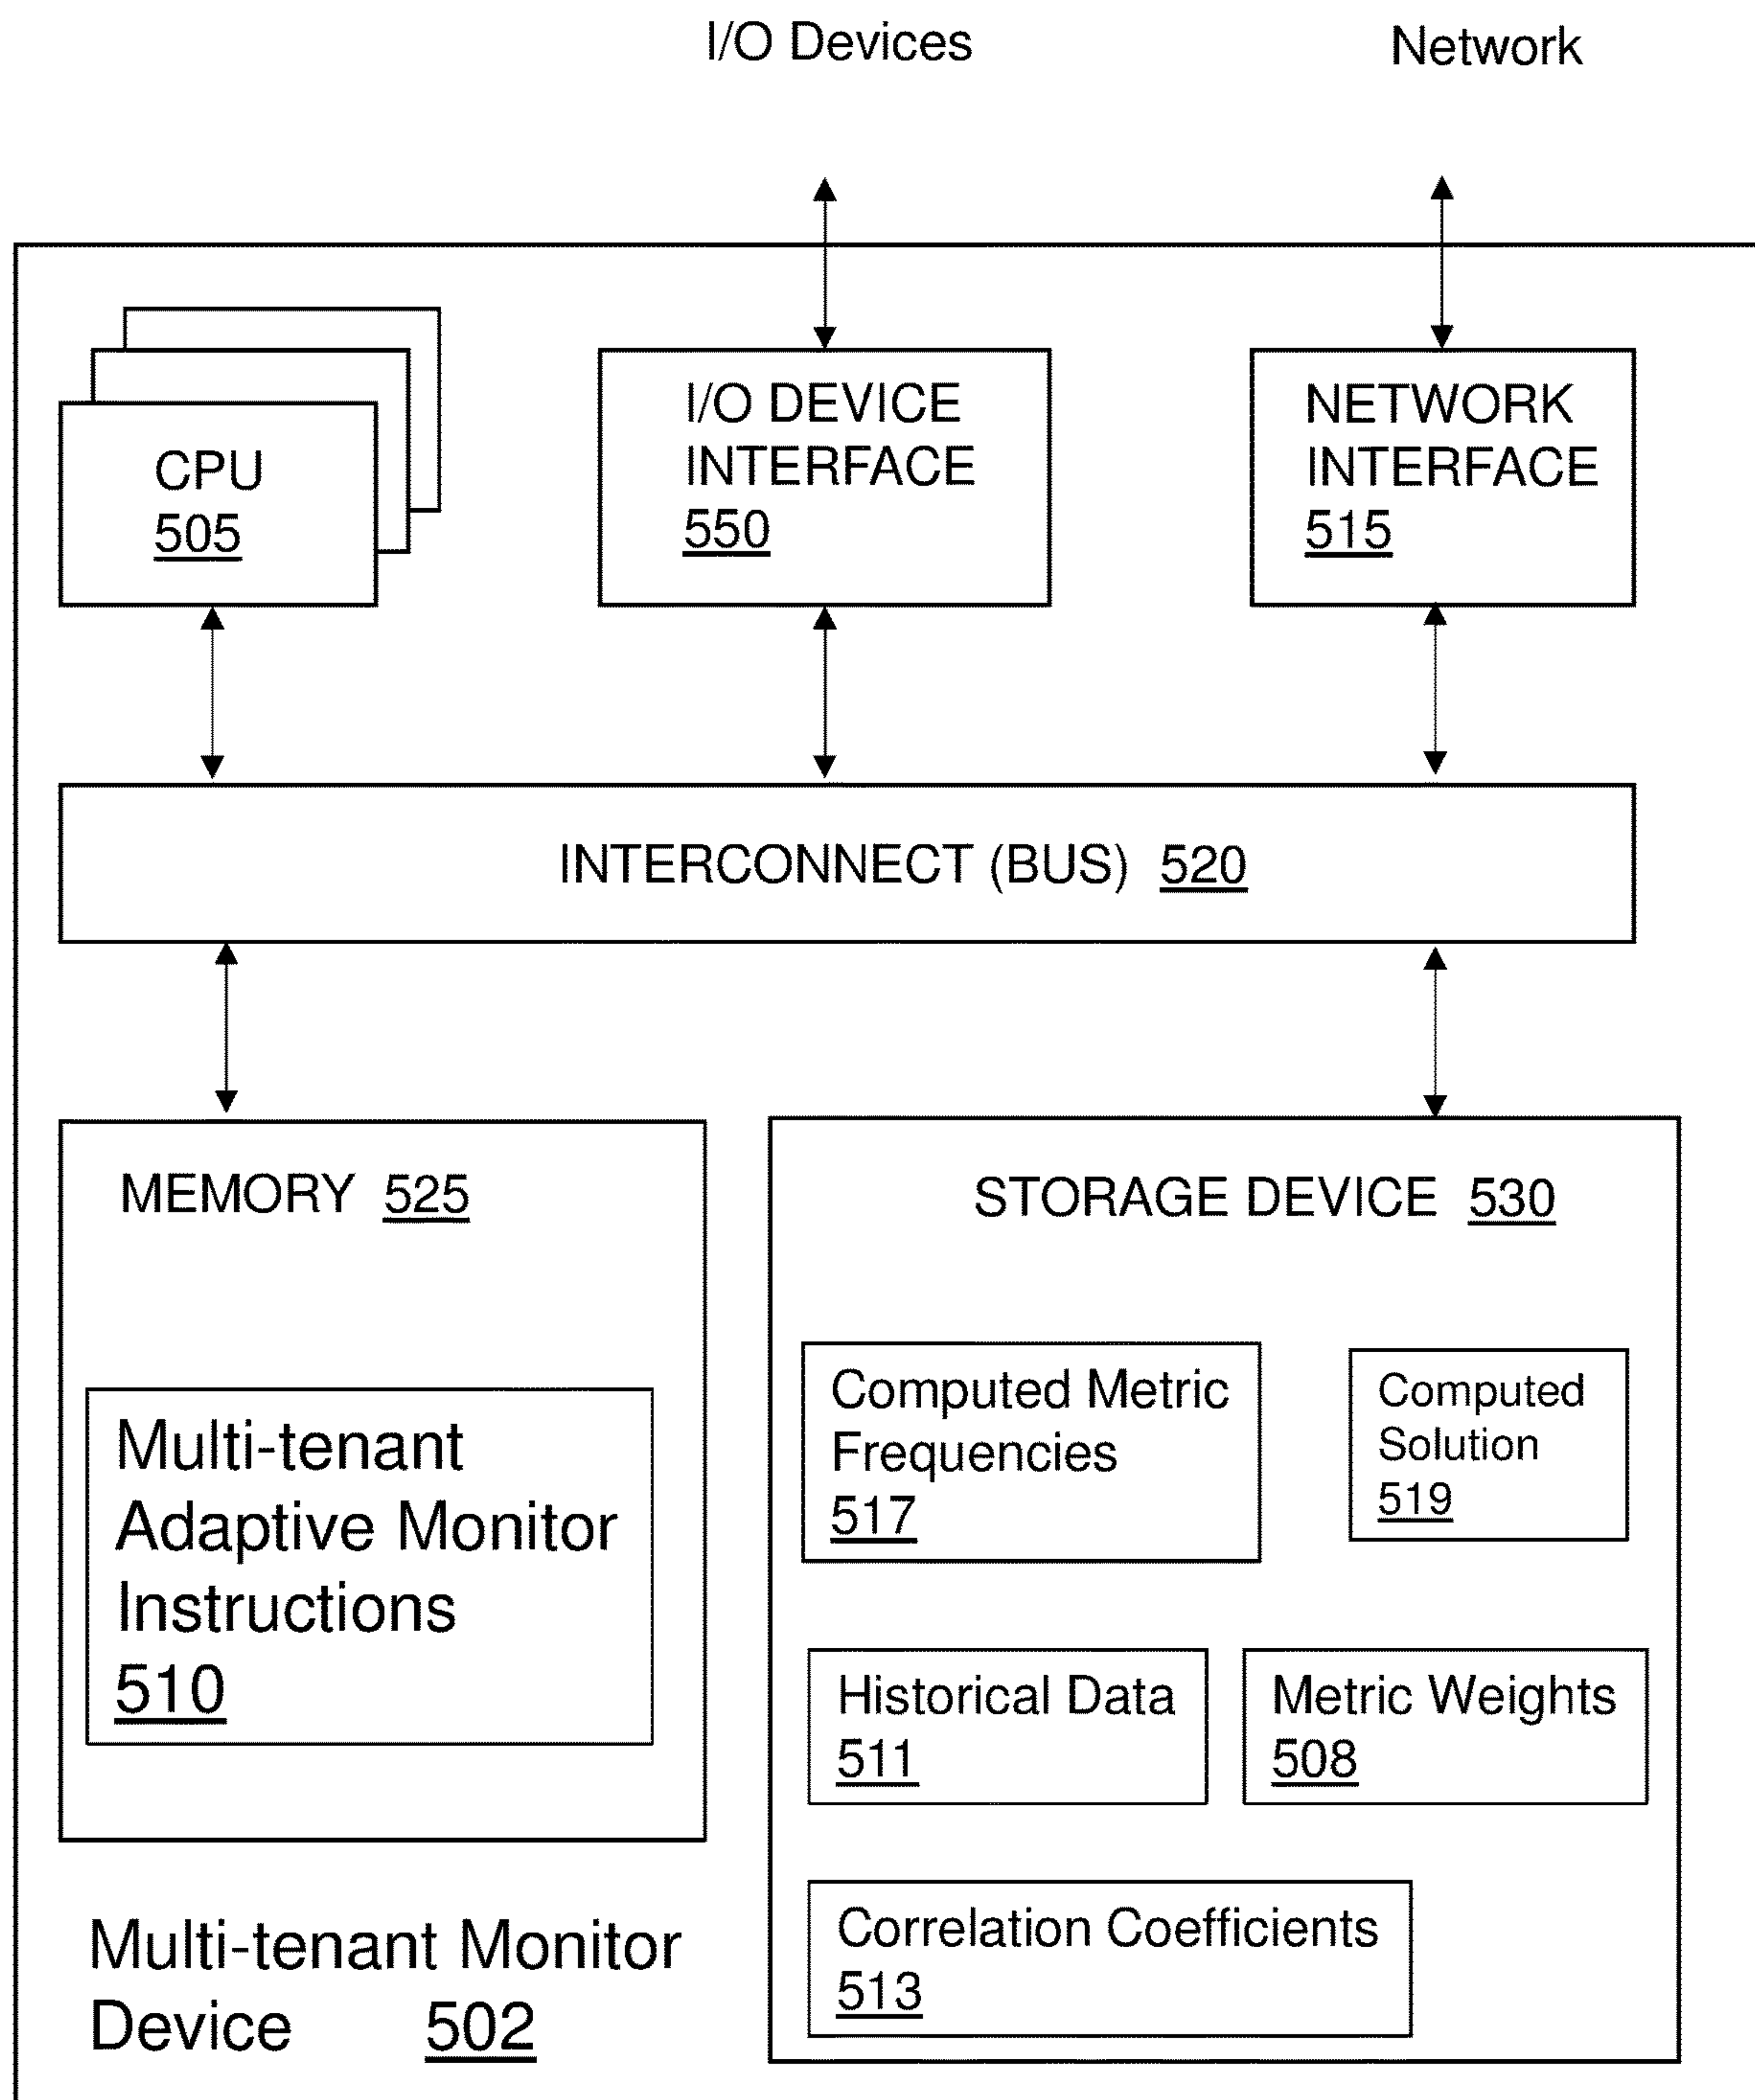 I/O Devices
Network
CPU
505
I/O DEVICE
INTERFACE
550
NETWORK
INTERFACE
515
INTERCONNECT (BUS) 520
MEMORY 525
Multi-tenant
Adaptive Monitor
Instructions
510
STORAGE DEVICE 530
Computed Metric
Frequencies
517
Computed
Solution
519
Historical Data
511
Metric Weights
508
Correlation Coefficients
513
Multi-tenant Monitor
Device 502